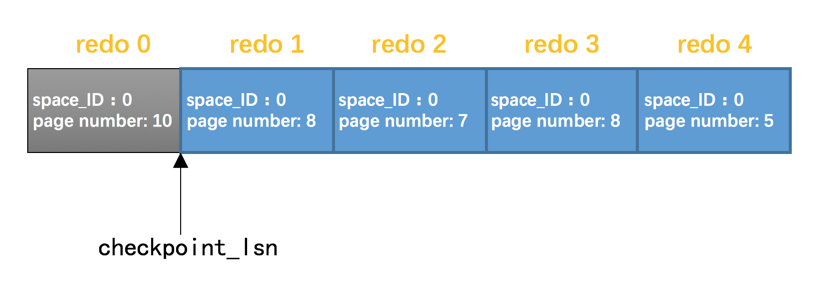 redo 0
redo 1
redo 2
redo 3
redo 4
space_ID：0
page number: 10
space_ID：0
page number: 8
space_ID：0
page number: 7
space_ID：0
page number: 8
space_ID：0
page number: 5
checkpoint_lsn